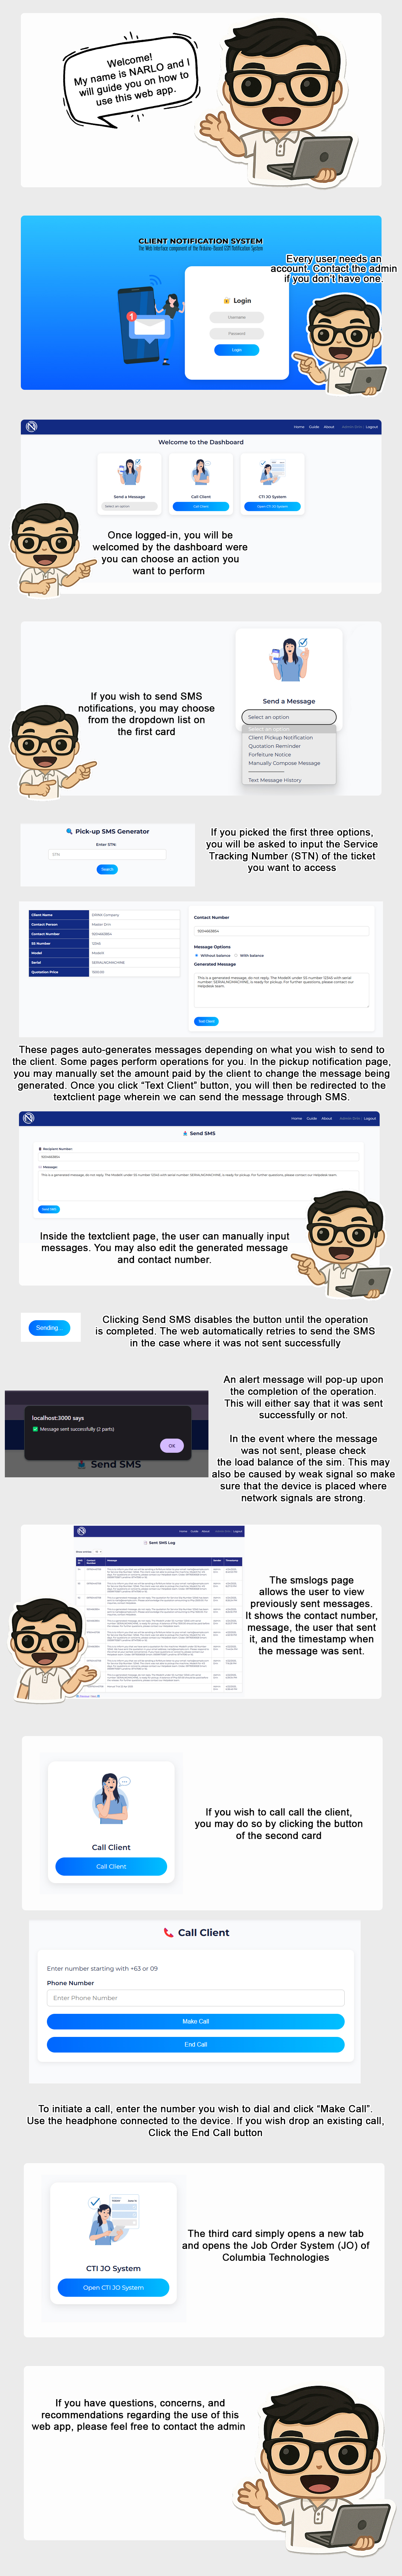 Welcome!
My name is NARLO and I
will guide you on how to
use this web app.
CLIENT NOTIFICATION SYSTEM
The Web Interface component of the Arduino-Based GSM Notification System
Every user needs an
account. Contact the admin
if you don't have one.
1
Login
Username
Password
Login
Home Guide About Logout
Welcome to the Dashboard
Send a Message
Select an option
Call Client
Call Client
CTI JO System
Open CTI JO System
Once logged-in, you will be
welcomed by the dashboard were
you can choose an action you
want to perform
If you wish to send SMS
notifications, you may choose
from the dropdown list on
the first card
Send a Message
Select an option
Select an option
Client Pickup Notification
Quotation Reminder
Forfeiture Notice
Manually Compose Message
Text Message History
Pick-up SMS Generator
Enter STN:
STN
Search
If you picked the first three options,
you will be asked to input the Service
Tracking Number (STN) of the ticket
you want to access
Client Name
Contact Person
Contact Number
SS Number 12345
Model ModelX
Serial SERIALNOMACHINE
Quotation Price
Contact Number
Message Options
Without balance With balance
Generated Message
Text Client
These pages auto-generates messages depending on what you wish to send to
the client. Some pages perform operations for you. In the pickup notification page,
you may manually set the amount paid by the client to change the message being
generated. Once you click “Text Client” button, you will then be redirected to the
textclient page wherein we can send the message through SMS.
Home Guide About Logout
Send SMS
Recipient Number:
Message:
Send SMS
Inside the textclient page, the user can manually input
messages. You may also edit the generated message
and contact number.
Sending...
Clicking Send SMS disables the button until the operation
is completed. The web automatically retries to send the SMS
in the case where it was not sent successfully
An alert message will pop-up upon
the completion of the operation.
This will either say that it was sent
successfully or not.
localhost:3000 says
Message sent successfully (2 parts)
OK
Send SMS
In the event where the message
was not sent, please check
the load balance of the sim. This may
also be caused by weak signal so make
sure that the device is placed where
network signals are strong.
Sent SMS Log
The smslogs page
allows the user to view
previously sent messages.
It shows the contact number,
message, the user that sent
it, and the timestamp when
the message was sent.
Call Client
Call Client
If you wish to call call the client,
you may do so by clicking the button
of the second card
Call Client
Enter number starting with +63 or 09
Phone Number
Enter Phone Number
Make Call
End Call
To initiate a call, enter the number you wish to dial and click “Make Call”.
Use the headphone connected to the device. If you wish drop an existing call,
Click the End Call button
CTI JO System
Open CTI JO System
The third card simply opens a new tab
and opens the Job Order System (JO) of
Columbia Technologies
If you have questions, concerns, and
recommendations regarding the use of this
web app, please feel free to contact the admin